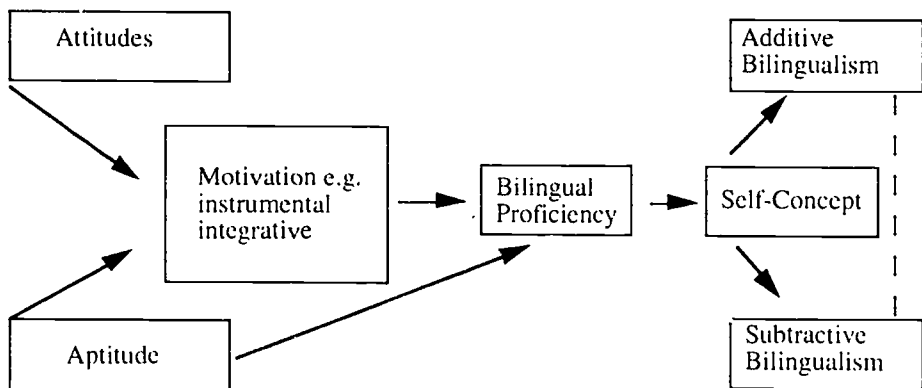 Attitudes
Aptitude
Motivation e.g.
instrumental
integrative
Bilingual
Proficiency
Self-Concept
Additive
Bilingualism
Subtractive
Bilingualism